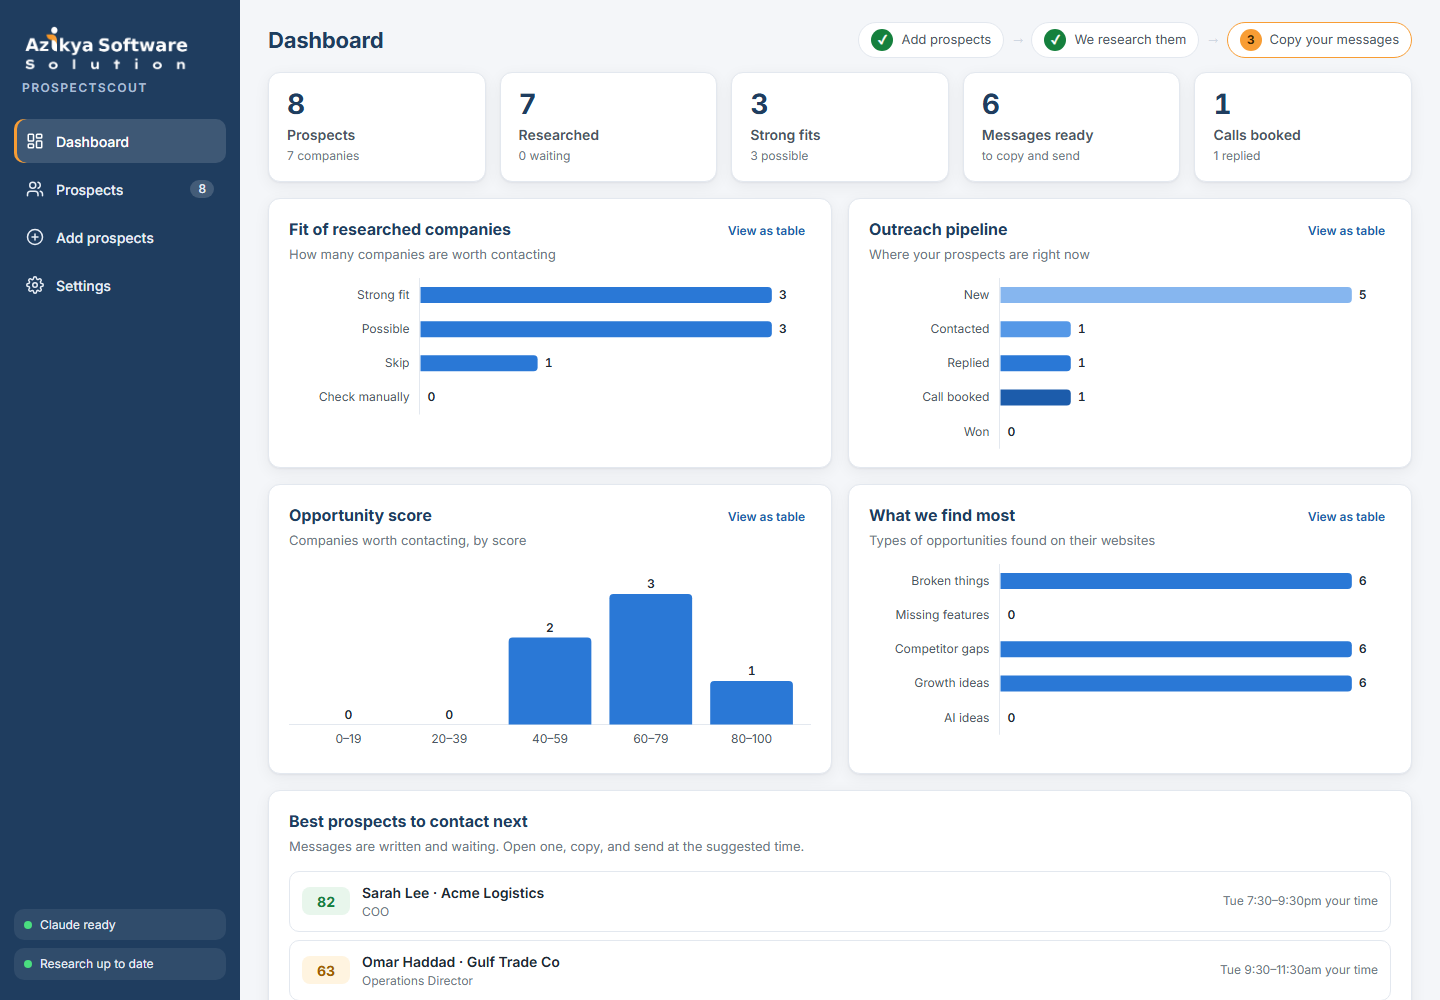 Azikya Software
Solution
PROSPECTSCOUT
Dashboard
Prospects 8
Add prospects
Settings
Claude ready
Research up to date
Dashboard
✓ Add prospects → ✓ We research them → 3 Copy your messages
8
Prospects
7 companies
7
Researched
0 waiting
3
Strong fits
3 possible
6
Messages ready
to copy and send
1
Calls booked
1 replied
Fit of researched companies View as table
How many companies are worth contacting
Strong fit 3
Possible 3
Skip 1
Check manually 0
Outreach pipeline View as table
Where your prospects are right now
New 5
Contacted 1
Replied 1
Call booked 1
Won 0
Opportunity score View as table
Companies worth contacting, by score
0 0 2 3 1
0–19 20–39 40–59 60–79 80–100
What we find most View as table
Types of opportunities found on their websites
Broken things 6
Missing features 0
Competitor gaps 6
Growth ideas 6
AI ideas 0
Best prospects to contact next
Messages are written and waiting. Open one, copy, and send at the suggested time.
82 Sarah Lee · Acme Logistics Tue 7:30–9:30pm your time
COO
63 Omar Haddad · Gulf Trade Co Tue 9:30–11:30am your time
Operations Director